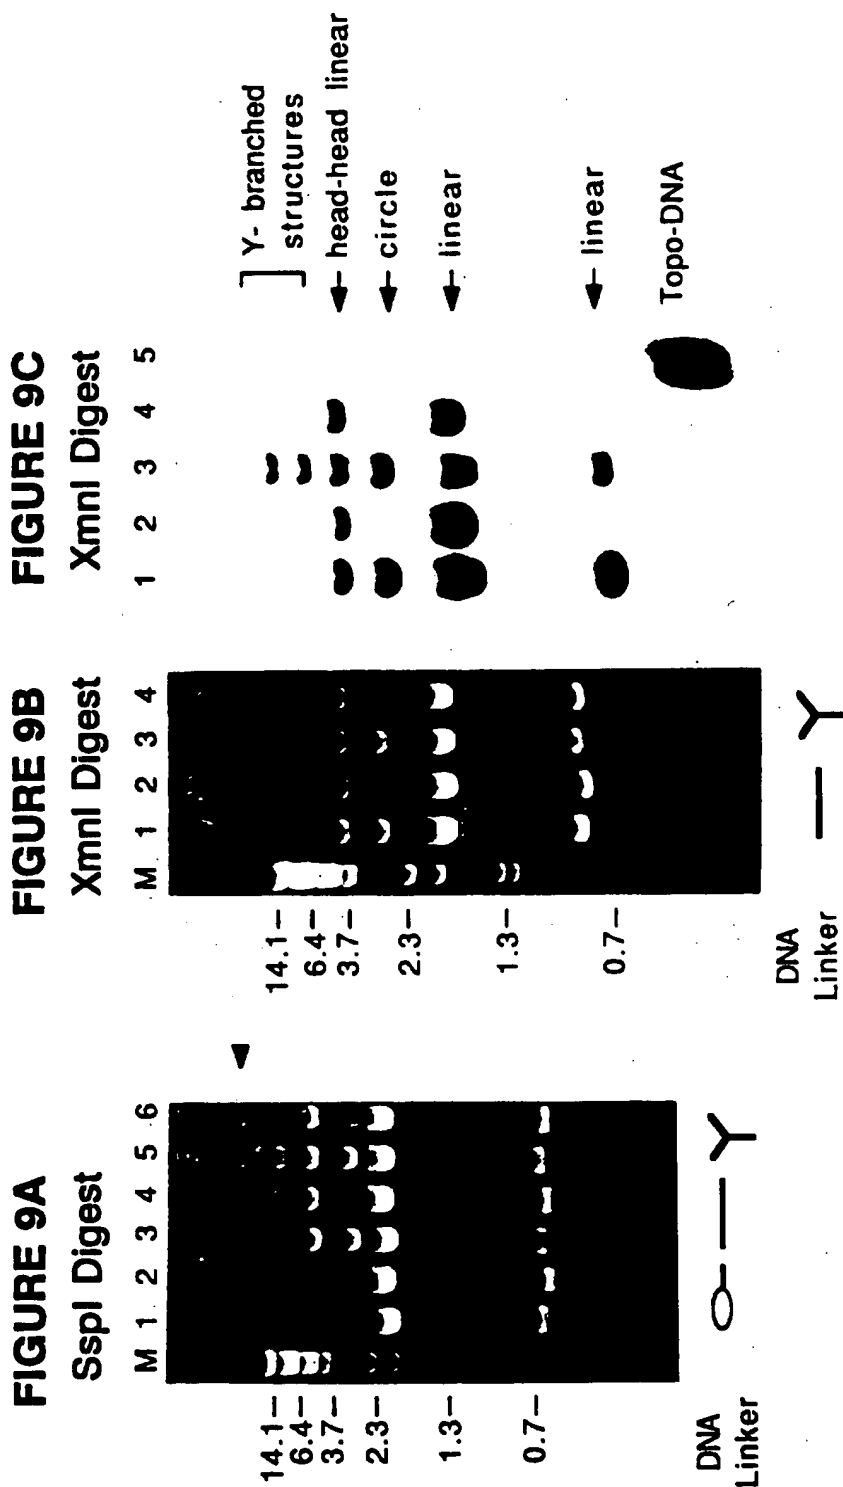 FIGURE 9A
SspI Digest
M 1 2 3 4 5 6
14.1–
6.4–
3.7–
2.3–
1.3–
0.7–
DNA
Linker
FIGURE 9B
XmnI Digest
M 1 2 3 4
14.1–
6.4–
3.7–
2.3–
1.3–
0.7–
DNA
Linker
FIGURE 9C
XmnI Digest
1 2 3 4 5
Y- branched
structures
head-head linear
circle
linear
linear
Topo-DNA